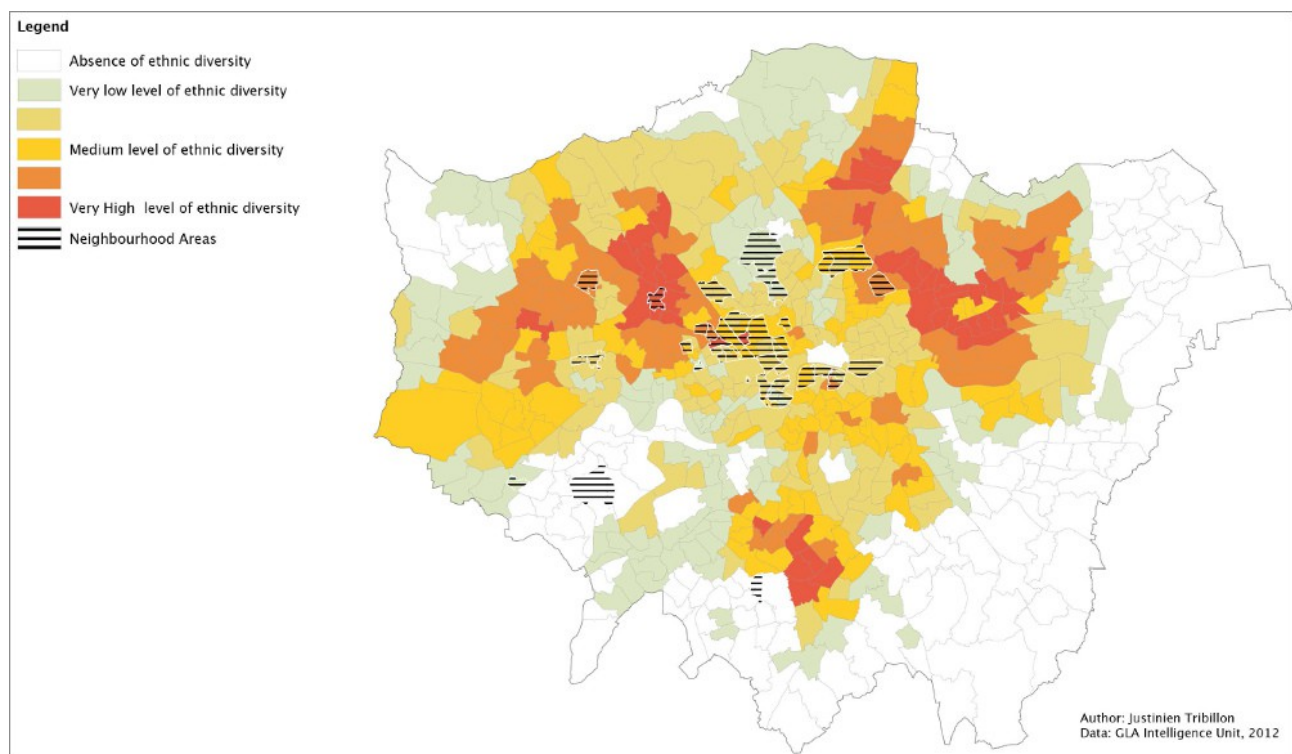 Legend
Absence of ethnic diversity
Very low level of ethnic diversity
Medium level of ethnic diversity
Very High level of ethnic diversity
Neighbourhood Areas
Author: Justinien Tribillon
Data: GLA Intelligence Unit, 2012